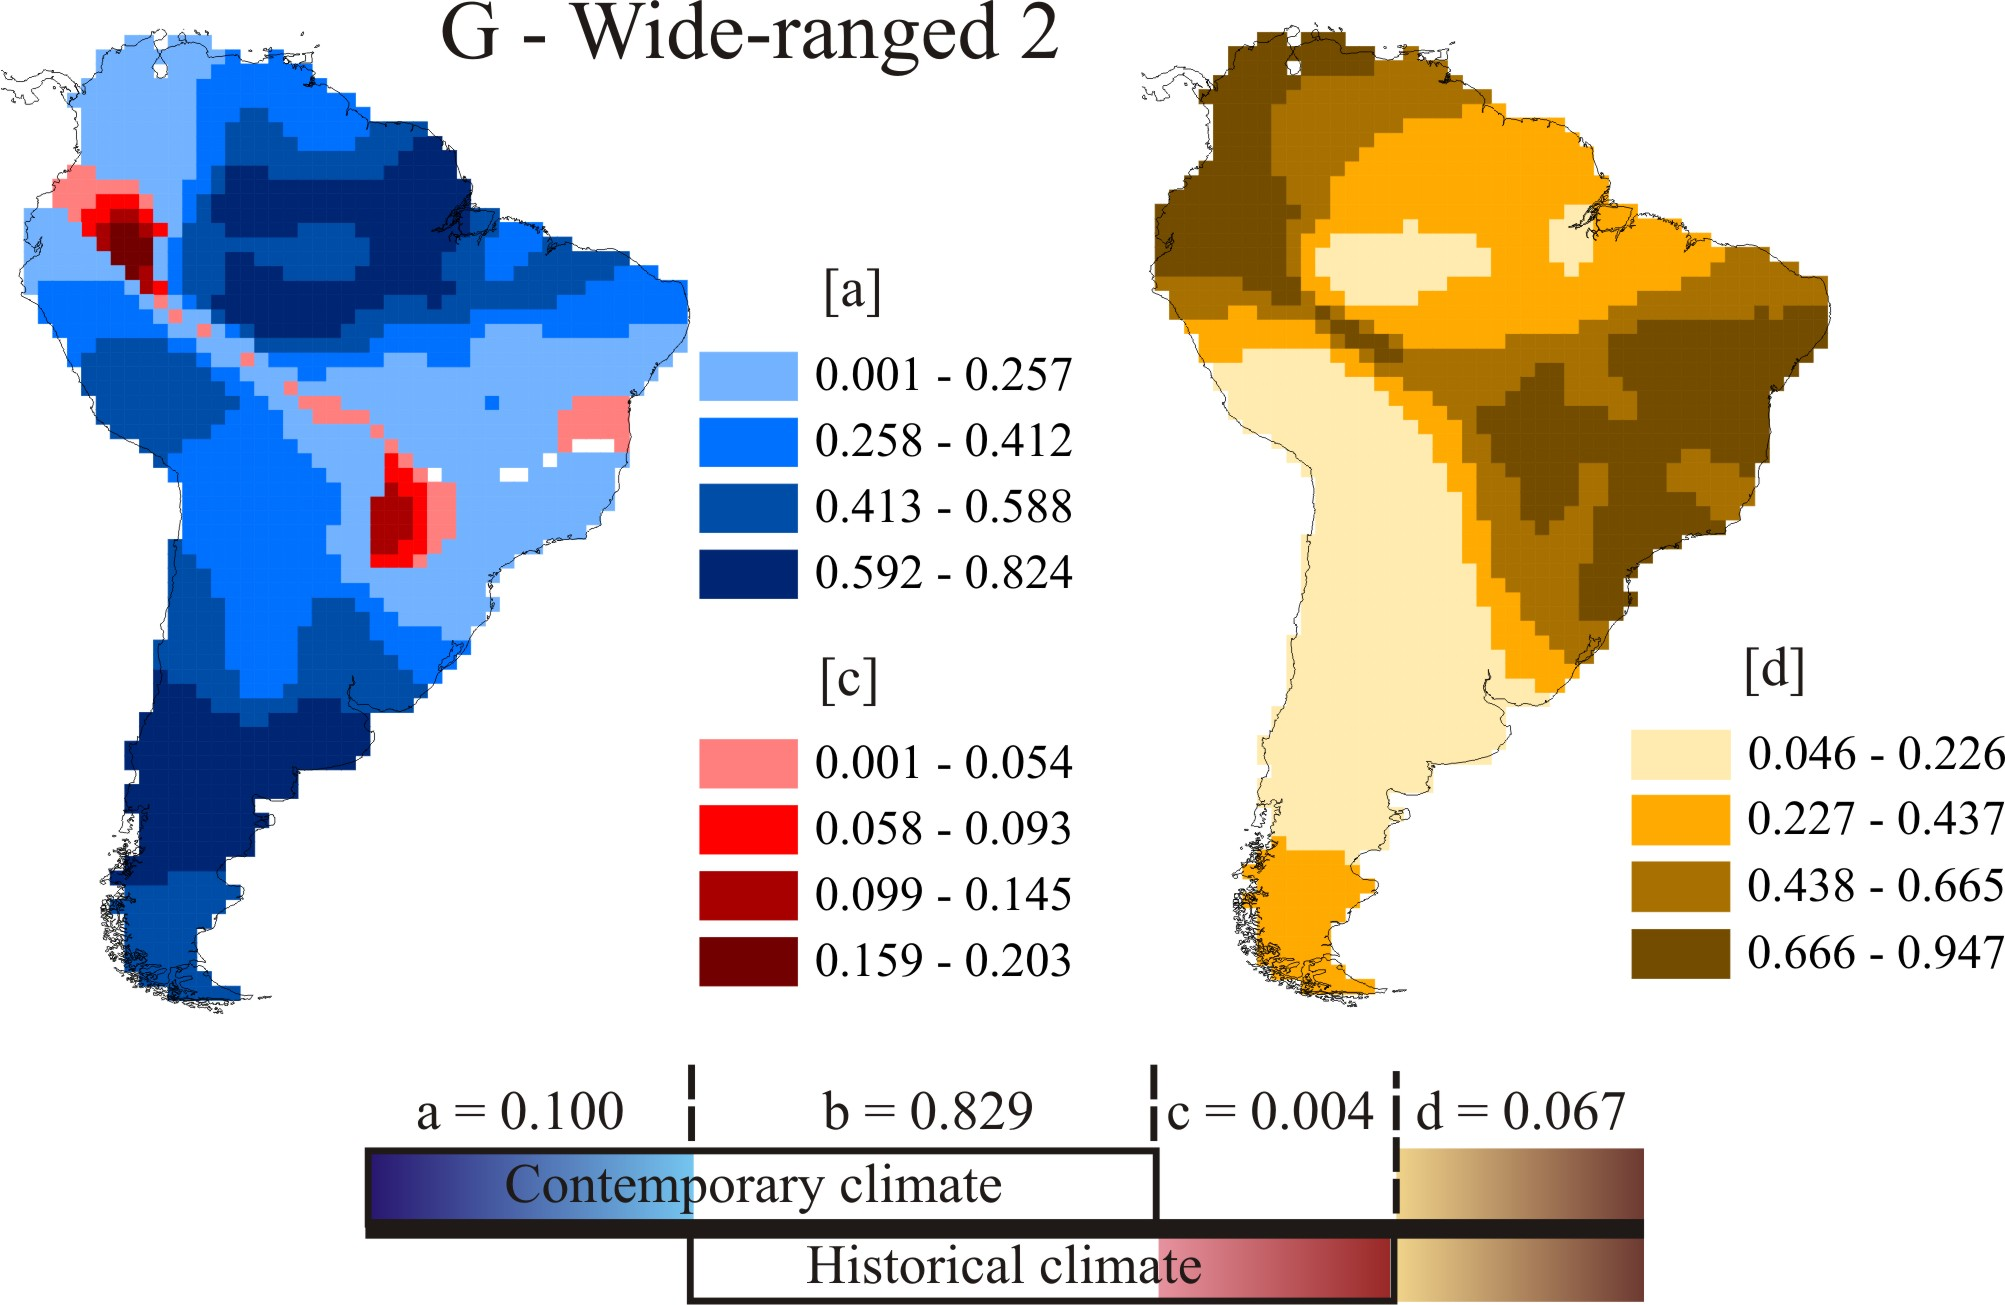 G - Wide-ranged 2
[a]
0.001 - 0.257
0.258 - 0.412
0.413 - 0.588
0.592 - 0.824
[c]
0.001 - 0.054
0.058 - 0.093
0.099 - 0.145
0.159 - 0.203
[d]
0.046 - 0.226
0.227 - 0.437
0.438 - 0.665
0.666 - 0.947
a = 0.100 b = 0.829 c = 0.004 d = 0.067
Contemporary climate
Historical climate